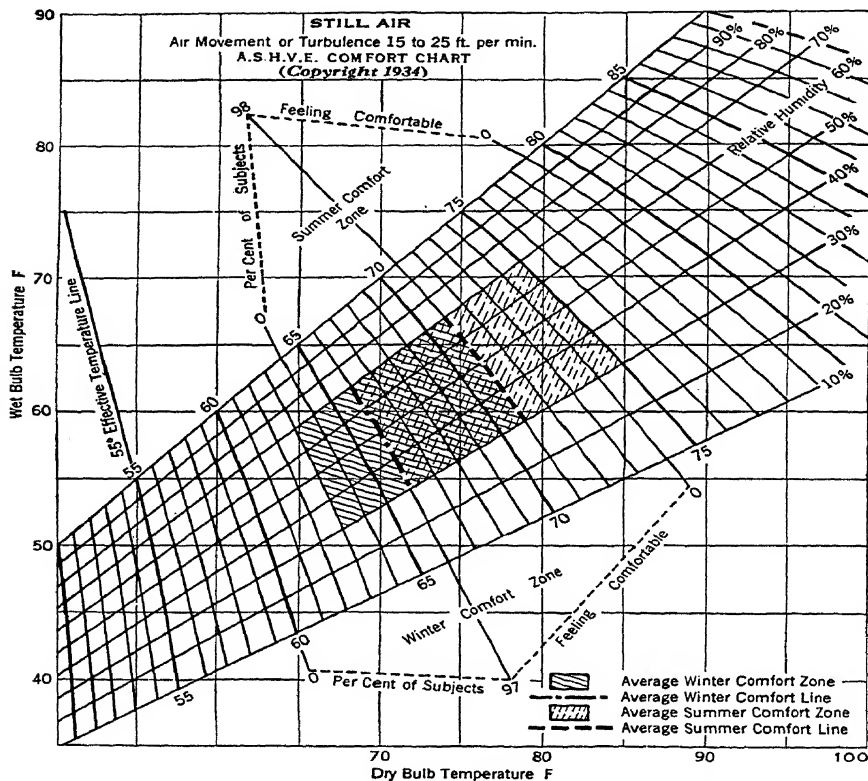 STILL AIR
Air Movement or Turbulence 15 to 25 ft. per min.
A.S.H.V.E. COMFORT CHART
(Copyright 1934)
98
Feeling Comfortable
0
Per Cent of Subjects
Summer Comfort
Zone
0
90
85
80
75
70
65
60
55
90%
80%
70%
60%
50%
40%
30%
20%
10%
Relative Humidity
55° Effective Temperature Line
Wet Bulb Temperature F
80
70
60
50
40
55
60
65
70
75
0
Winter Comfort Zone
Feeling Comfortable
0
Per Cent of Subjects
97
Average Winter Comfort Zone
Average Winter Comfort Line
Average Summer Comfort Zone
Average Summer Comfort Line
70
80
90
100
Dry Bulb Temperature F